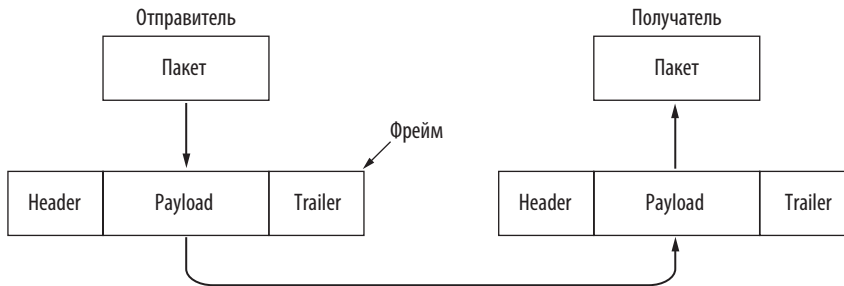 Отправитель
Получатель
Пакет
Пакет
Фрейм
Header Payload Trailer
Header Payload Trailer